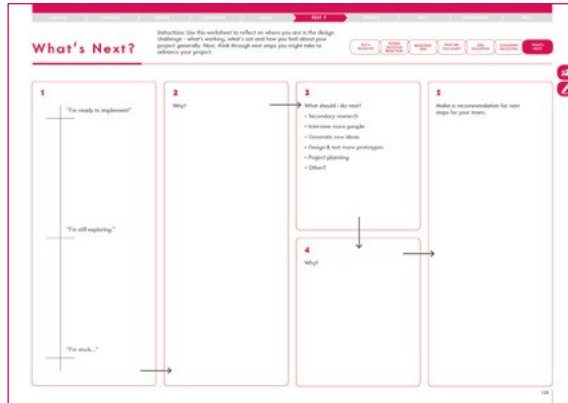 TEST 2
What's Next?
Instructions: Use this worksheet to reflect on where you are in the design
challenge - what's working, what's not and how you feel about your
project generally. Next, think through next steps you might take to
advance your project.
WHAT'S
NEXT
1
"I'm ready to implement"
"I'm still exploring."
"I'm stuck..."
2
Why?
3
What should I do next?
• Secondary research
• Interview more people
• Generate new ideas
• Design & test more prototypes
• Project planning
• Other?
4
Why?
5
Make a recommendation for next
steps for your team.